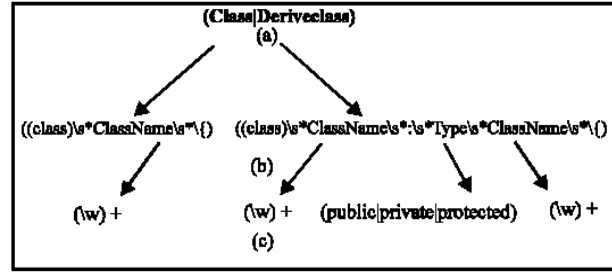 (Class|Deriveclass)
(a)
((class)\s*ClassName\s*\{) ((class)\s*ClassName\s*:\s*Type\s*ClassName\s*\{)
(b)
(\w) + (\w) + (public|private|protected) (\w) +
(c)